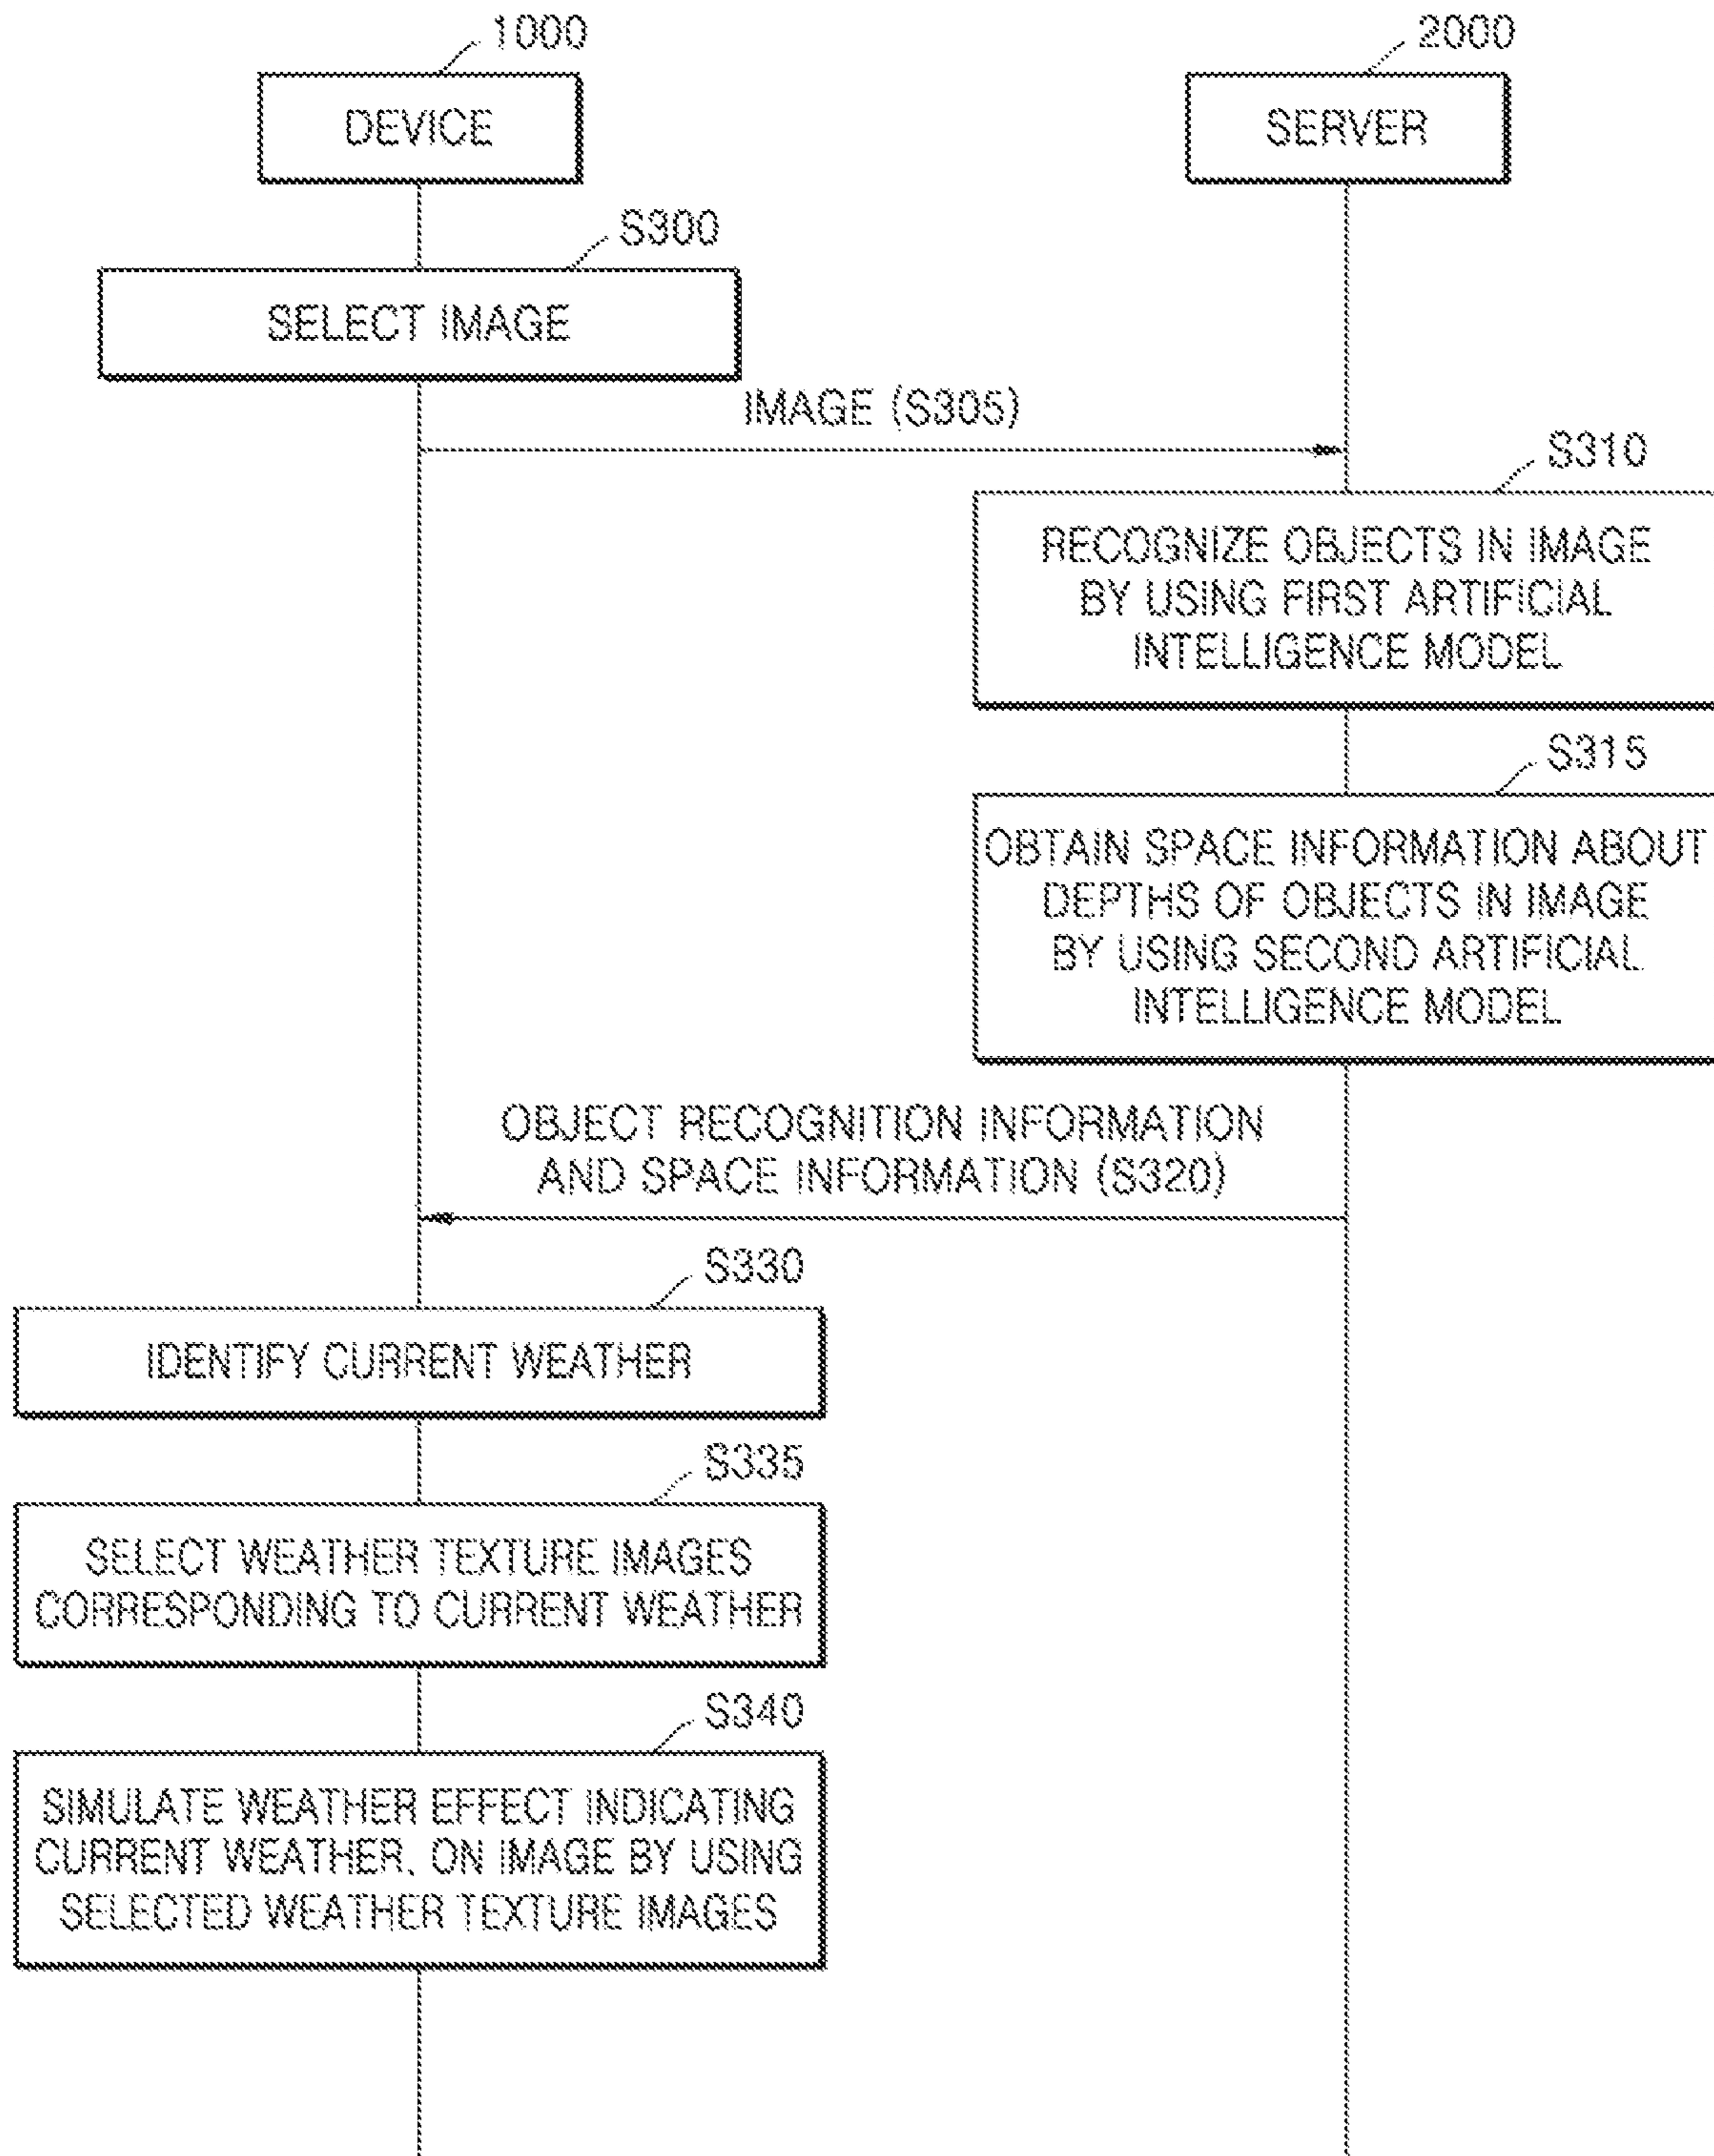 1000
2000
DEVICE
SERVER
S300
SELECT IMAGE
IMAGE (S305)
S310
RECOGNIZE OBJECTS IN IMAGE
BY USING FIRST ARTIFICIAL
INTELLIGENCE MODEL
S315
OBTAIN SPACE INFORMATION ABOUT
DEPTHS OF OBJECTS IN IMAGE
BY USING SECOND ARTIFICIAL
INTELLIGENCE MODEL
OBJECT RECOGNITION INFORMATION
AND SPACE INFORMATION (S320)
S330
IDENTIFY CURRENT WEATHER
S335
SELECT WEATHER TEXTURE IMAGES
CORRESPONDING TO CURRENT WEATHER
S340
SIMULATE WEATHER EFFECT INDICATING
CURRENT WEATHER, ON IMAGE BY USING
SELECTED WEATHER TEXTURE IMAGES